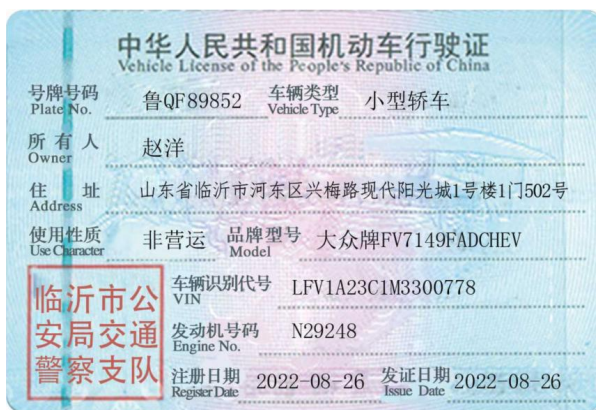 中华人民共和国机动车行驶证
Vehicle License of the People's Republic of China
号牌号码 鲁QF89852 车辆类型 小型轿车
Plate No. Vehicle Type
所有人 赵洋
Owner
住址 山东省临沂市河东区兴梅路现代阳光城1号楼1门502号
Address
使用性质 非营运 品牌型号 大众牌FV7149FADCHEV
Use Character Model
临沂市公
安局交通
警察支队
车辆识别代号 LFV1A23C1M3300778
VIN
发动机号码 N29248
Engine No.
注册日期 2022-08-26 发证日期 2022-08-26
Register Date Issue Date